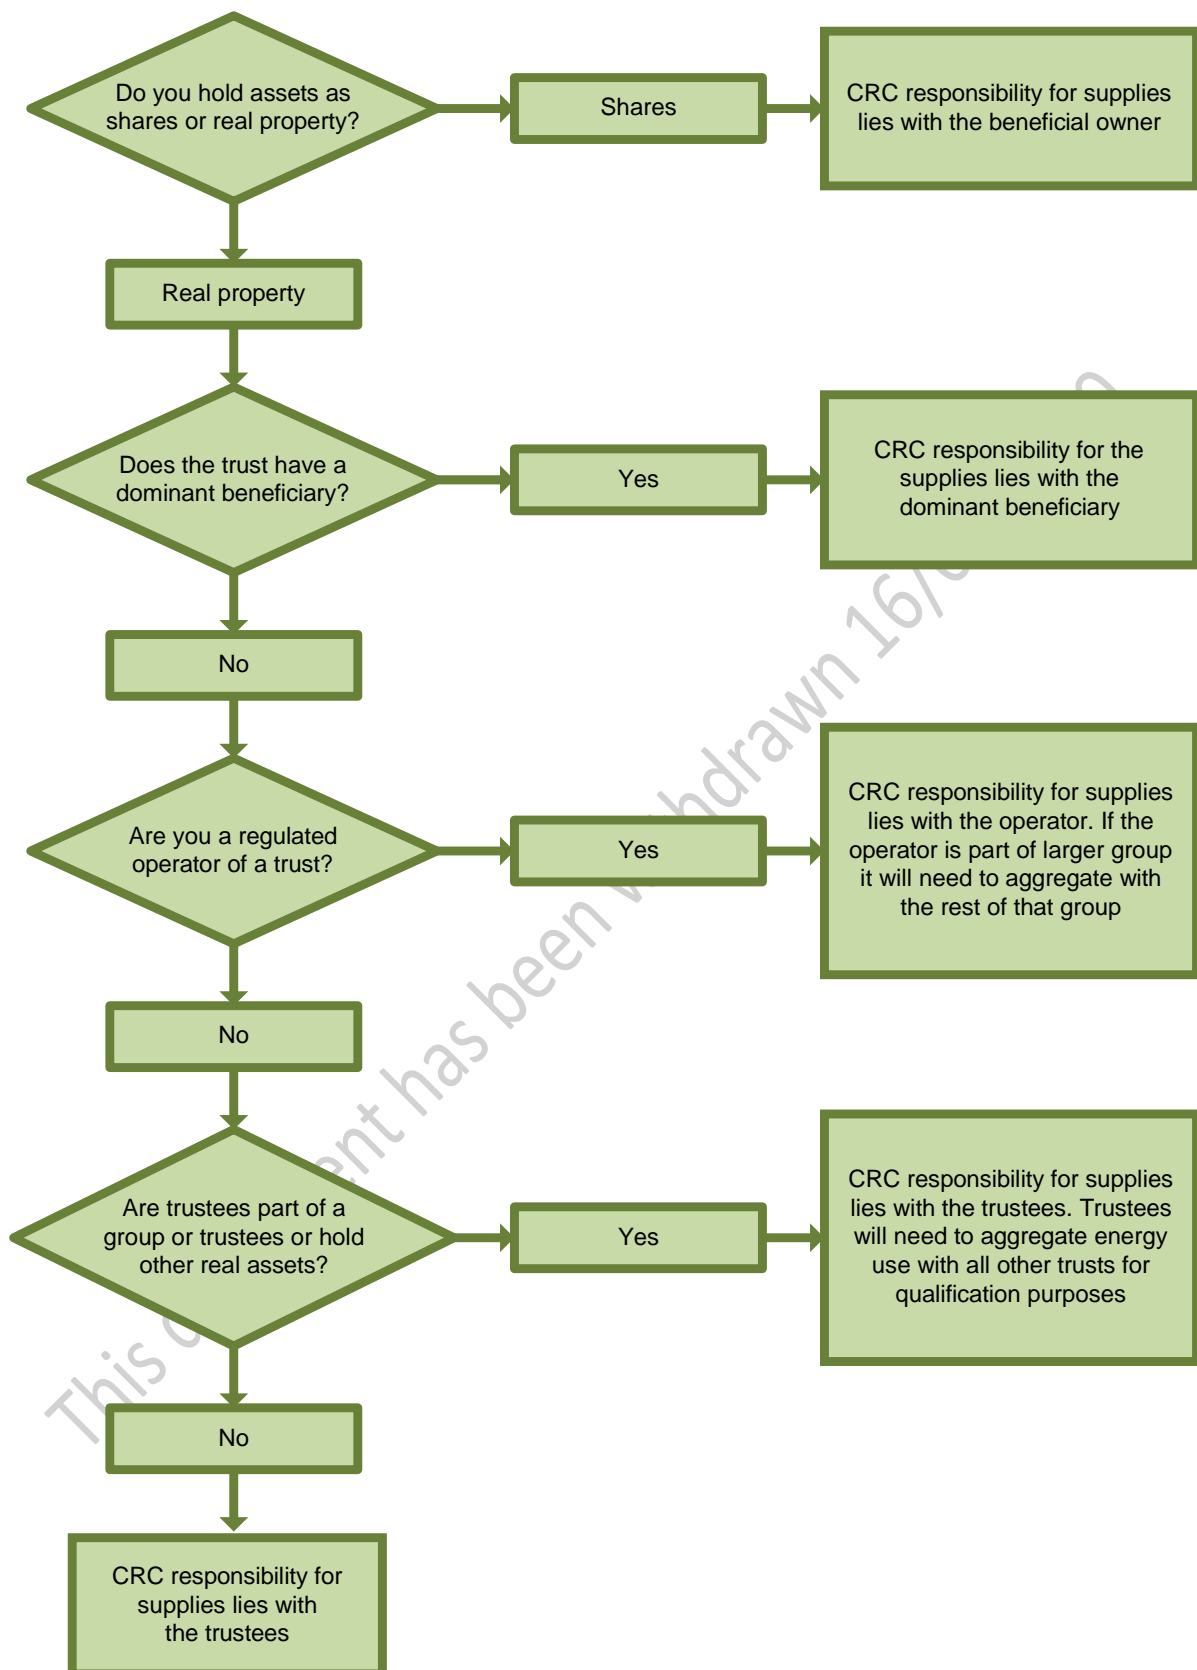 Do you hold assets as
shares or real property?
Shares
CRC responsibility for supplies
lies with the beneficial owner
Real property
Does the trust have a
dominant beneficiary?
Yes
CRC responsibility for the
supplies lies with the
dominant beneficiary
No
Are you a regulated
operator of a trust?
Yes
CRC responsibility for supplies
lies with the operator. If the
operator is part of larger group
it will need to aggregate with
the rest of that group
No
Are trustees part of a
group or trustees or hold
other real assets?
Yes
CRC responsibility for supplies
lies with the trustees. Trustees
will need to aggregate energy
use with all other trusts for
qualification purposes
No
CRC responsibility for
supplies lies with
the trustees
This has been withdrawn